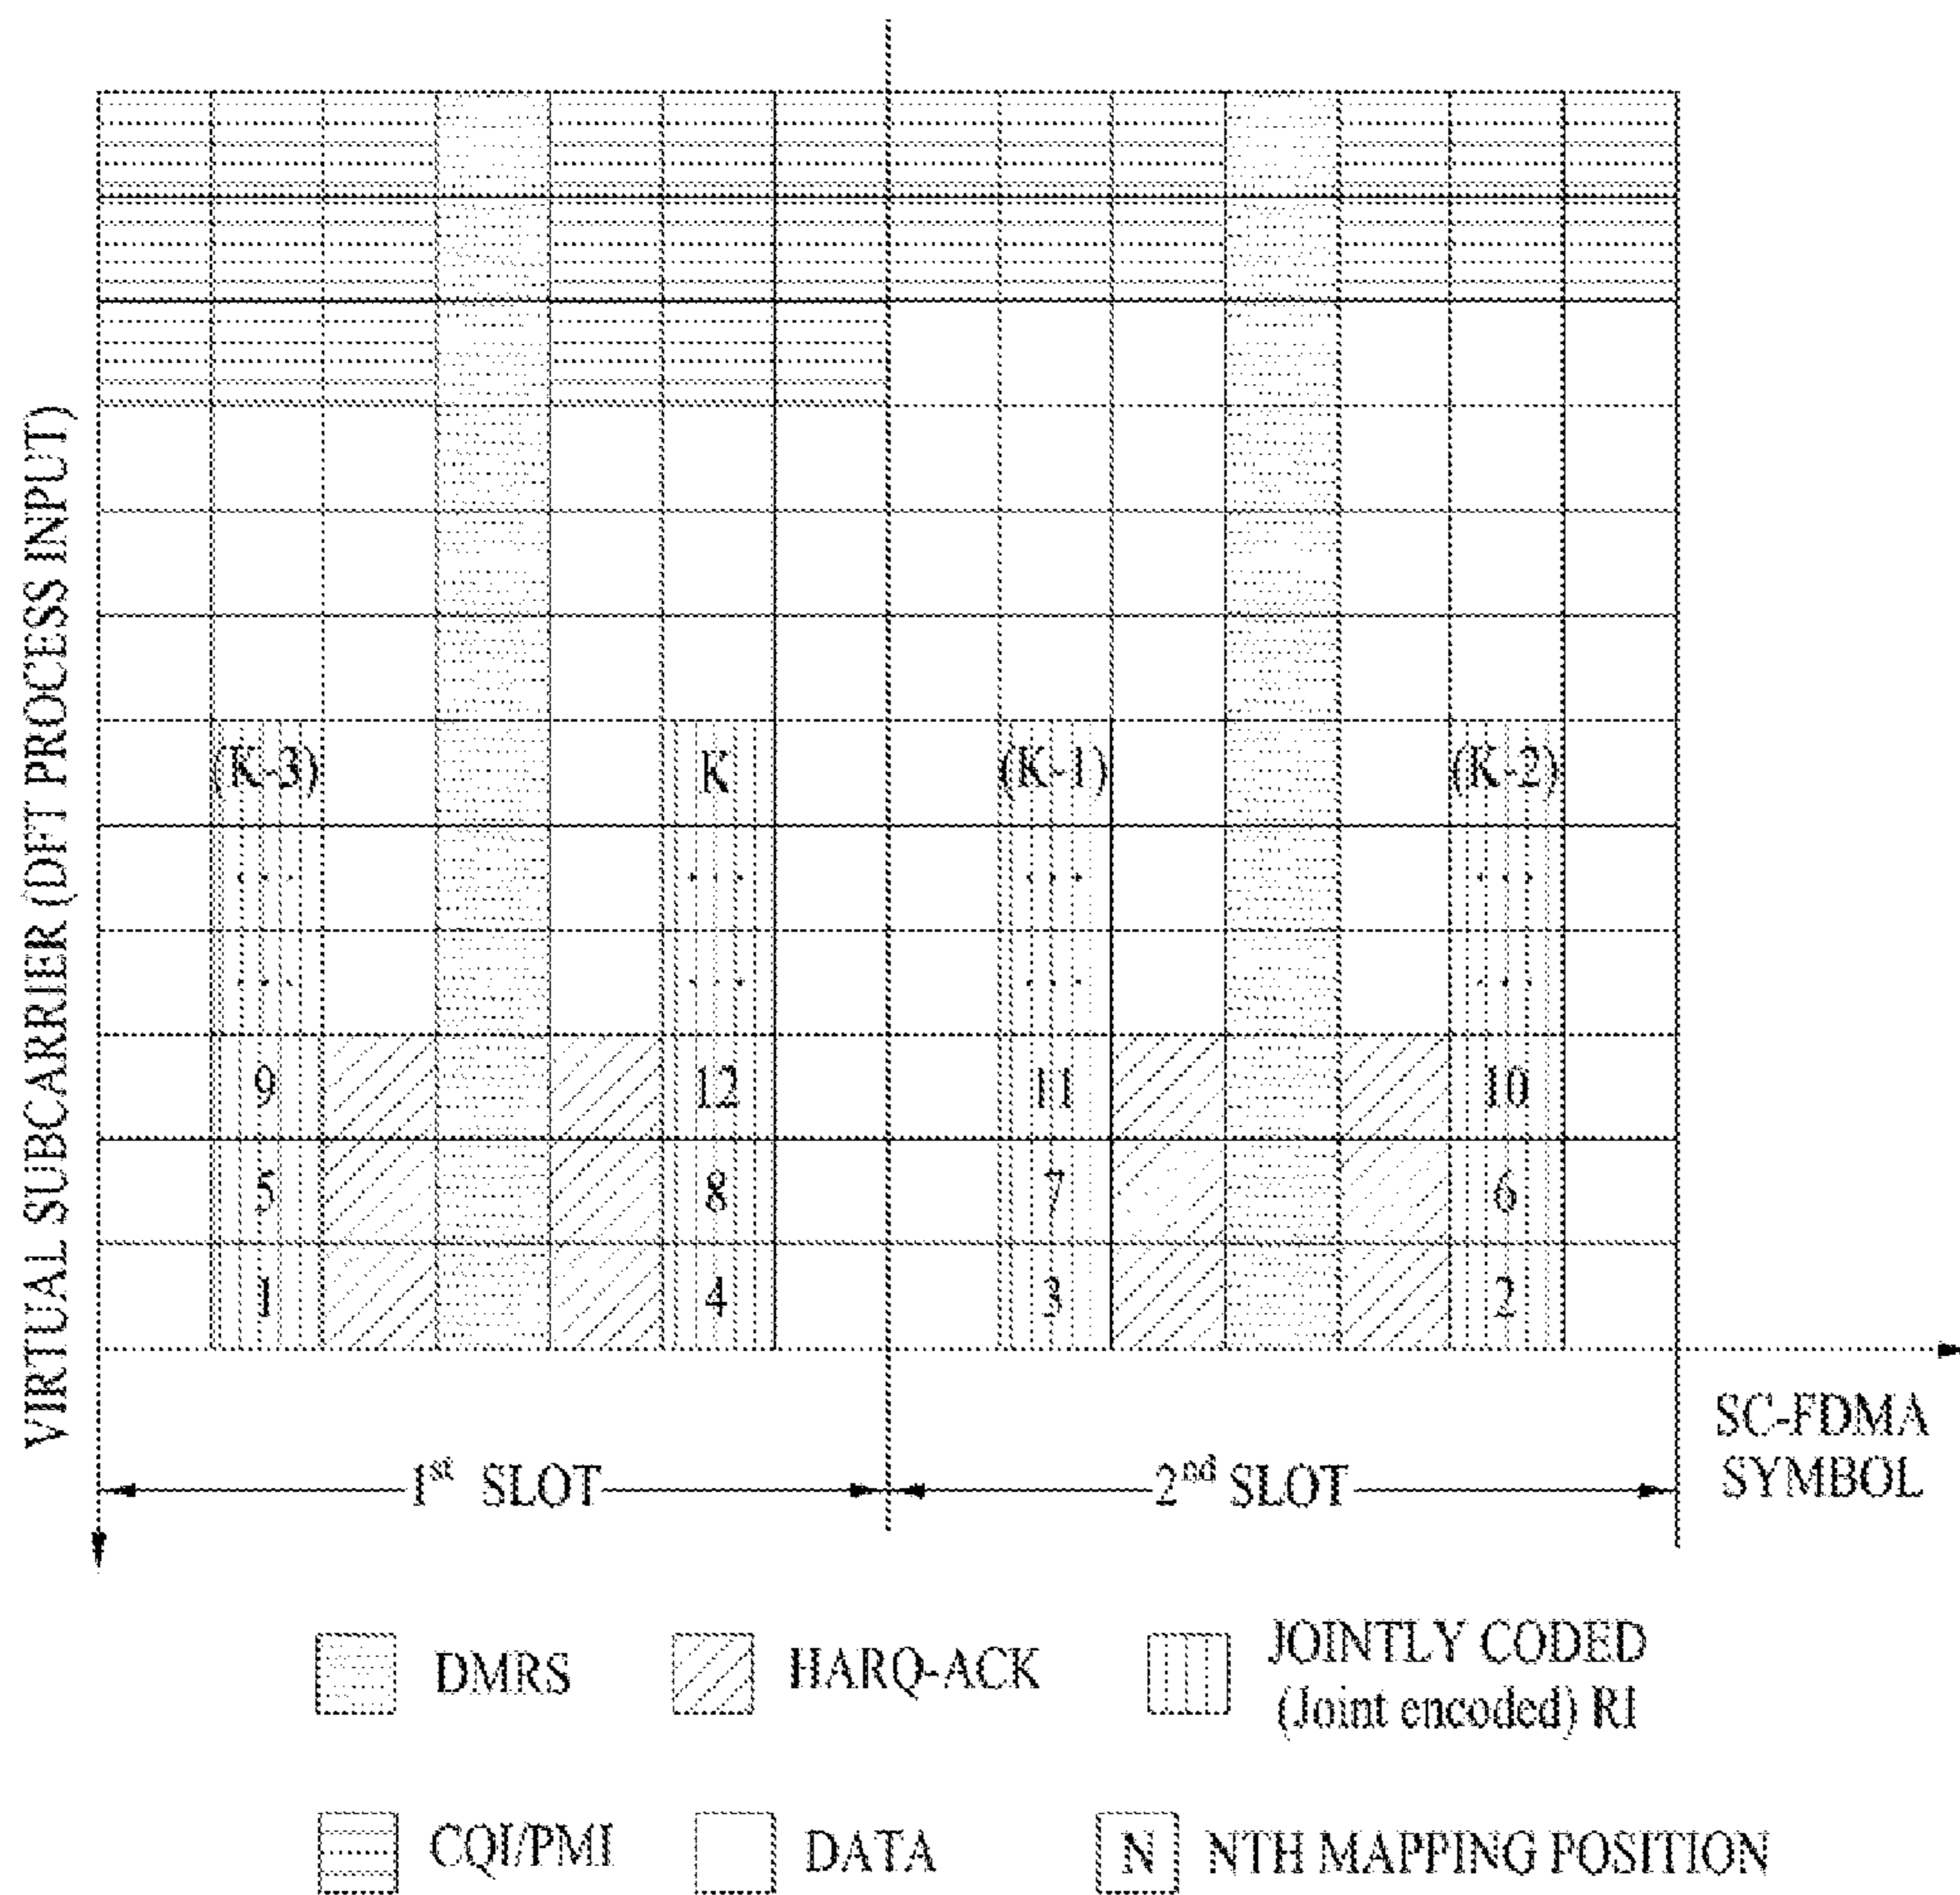 VIRTUAL SUBCARRIER (DFT PROCESS INPUT)
(K-3) K (K-1) (K-2)
9 12 11 10
5 8 7 6
1 4 3 2
SC-FDMA
SYMBOL
1st SLOT 2nd SLOT
DMRS
HARQ-ACK
JOINTLY CODED
(Joint encoded) RI
CQI/PMI
DATA
N NTH MAPPING POSITION